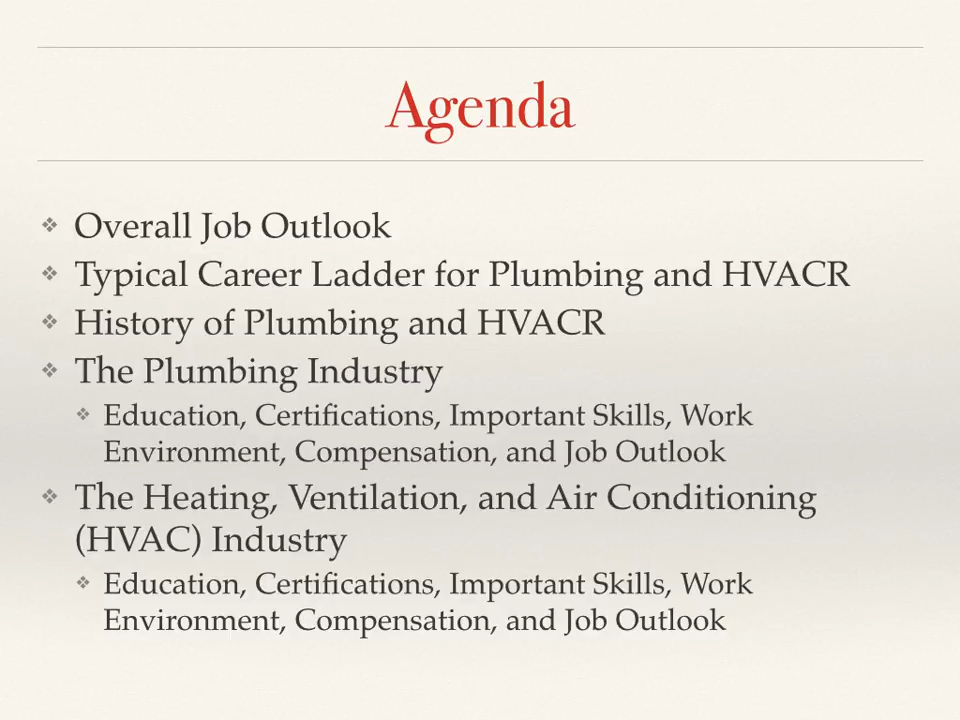 Agenda
Overall Job Outlook
Typical Career Ladder for Plumbing and HVACR
History of Plumbing and HVACR
The Plumbing Industry
Education, Certifications, Important Skills, Work
Environment, Compensation, and Job Outlook
The Heating, Ventilation, and Air Conditioning
(HVAC) Industry
Education, Certifications, Important Skills, Work
Environment, Compensation, and Job Outlook